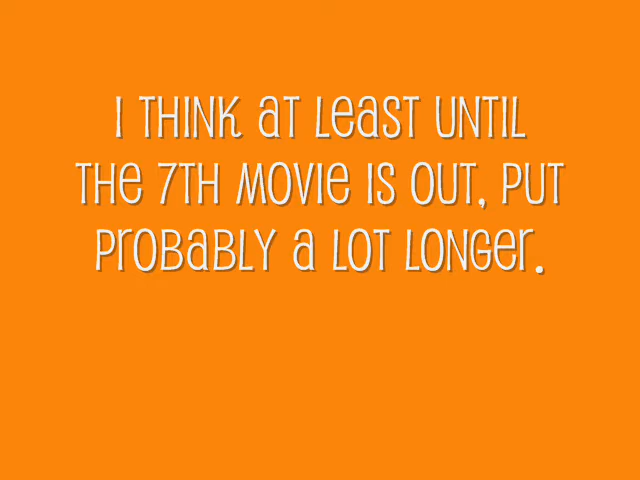 I THINK at Least UNTIL
THe 7TH MOVIe IS OUT, PUT
PrOBaBLY a LOT LONGer.